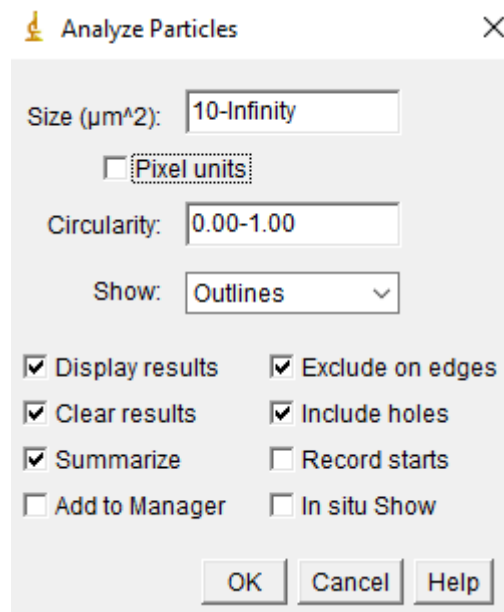 Analyze Particles
Size (µm^2): 10-Infinity
Pixel units
Circularity: 0.00-1.00
Show: Outlines
Display results Exclude on edges
Clear results Include holes
Summarize Record starts
Add to Manager In situ Show
OK Cancel Help